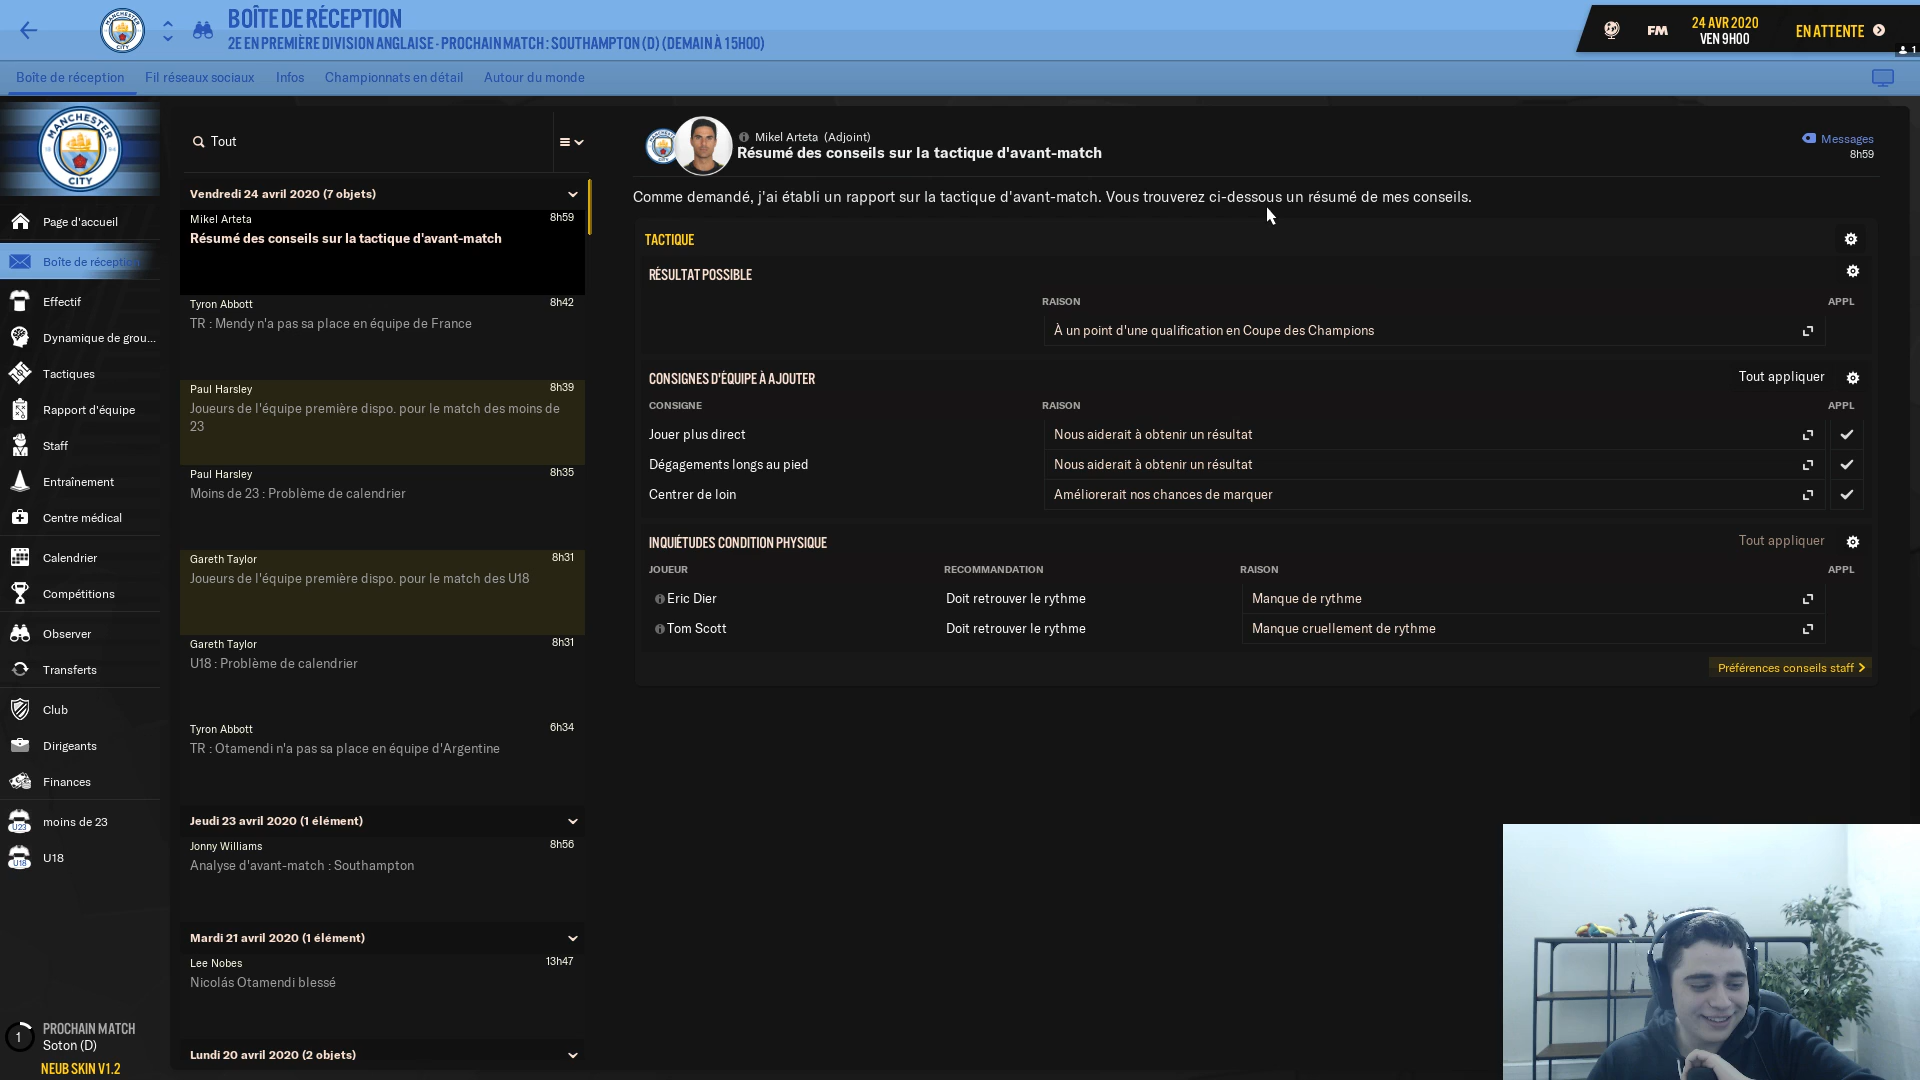 BOÎTE DE RÉCEPTION
2E EN PREMIÈRE DIVISION ANGLAISE - PROCHAIN MATCH : SOUTHAMPTON (D) (DEMAIN À 15H00)
FM
24 AVR 2020
VEN 9H00
EN ATTENTE
1
Boîte de réception
Fil réseaux sociaux
Infos
Championnats en détail
Autour du monde
MANCHESTER
CITY
Page d'accueil
Boîte de réception
Effectif
Dynamique de grou...
Tactiques
Rapport d'équipe
Staff
Entraînement
Centre médical
Calendrier
Compétitions
Observer
Transferts
Club
Dirigeants
Finances
U23
moins de 23
U18
U18
1
PROCHAIN MATCH
Soton (D)
NEUB SKIN V1.2
Tout
Vendredi 24 avril 2020 (7 objets)
Mikel Arteta 8h59
Résumé des conseils sur la tactique d'avant-match
Tyron Abbott 8h42
TR : Mendy n'a pas sa place en équipe de France
Paul Harsley 8h39
Joueurs de l'équipe première dispo. pour le match des moins de
23
Paul Harsley 8h35
Moins de 23 : Problème de calendrier
Gareth Taylor 8h31
Joueurs de l'équipe première dispo. pour le match des U18
Gareth Taylor 8h31
U18 : Problème de calendrier
Tyron Abbott 6h34
TR : Otamendi n'a pas sa place en équipe d'Argentine
Jeudi 23 avril 2020 (1 élément)
Jonny Williams 8h56
Analyse d'avant-match : Southampton
Mardi 21 avril 2020 (1 élément)
Lee Nobes 13h47
Nicolás Otamendi blessé
Lundi 20 avril 2020 (2 objets)
Mikel Arteta (Adjoint)
Résumé des conseils sur la tactique d'avant-match
Messages
8h59
Comme demandé, j'ai établi un rapport sur la tactique d'avant-match. Vous trouverez ci-dessous un résumé de mes conseils.
TACTIQUE
RÉSULTAT POSSIBLE
RAISON APPL
À un point d'une qualification en Coupe des Champions
CONSIGNES D'ÉQUIPE À AJOUTER Tout appliquer
CONSIGNE RAISON APPL
Jouer plus direct Nous aiderait à obtenir un résultat
Dégagements longs au pied Nous aiderait à obtenir un résultat
Centrer de loin Améliorerait nos chances de marquer
INQUIÉTUDES CONDITION PHYSIQUE Tout appliquer
JOUEUR RECOMMANDATION RAISON APPL
Eric Dier Doit retrouver le rythme Manque de rythme
Tom Scott Doit retrouver le rythme Manque cruellement de rythme
Préférences conseils staff